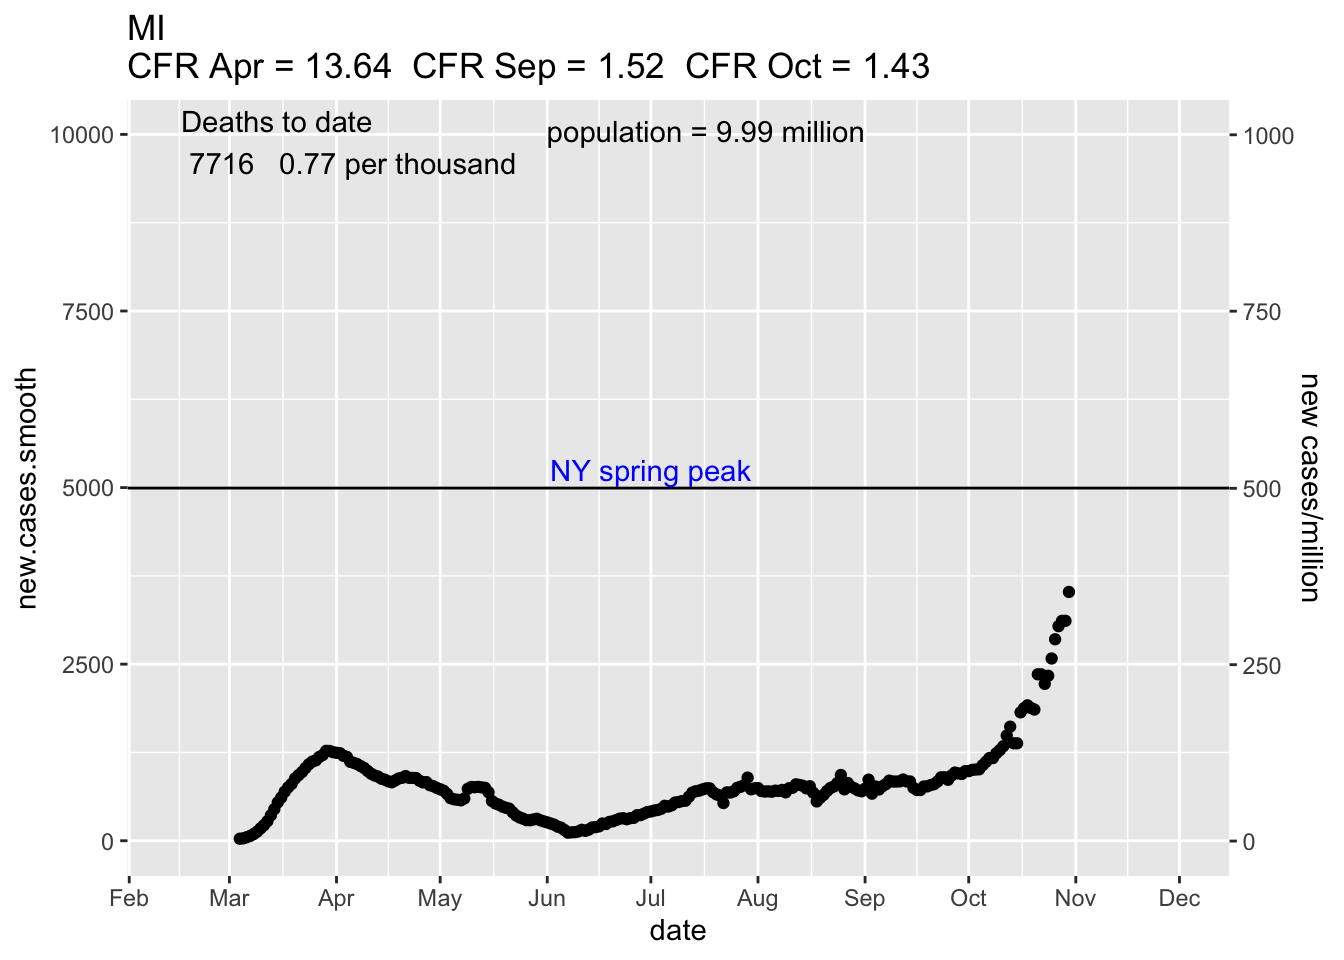 MI
CFR Apr = 13.64  CFR Sep = 1.52  CFR Oct = 1.43
Deaths to date
7716   0.77 per thousand
population = 9.99 million
10000
7500
5000
2500
0
new.cases.smooth
NY spring peak
1000
750
500
250
0
new cases/million
Feb Mar Apr May Jun Jul Aug Sep Oct Nov Dec
date